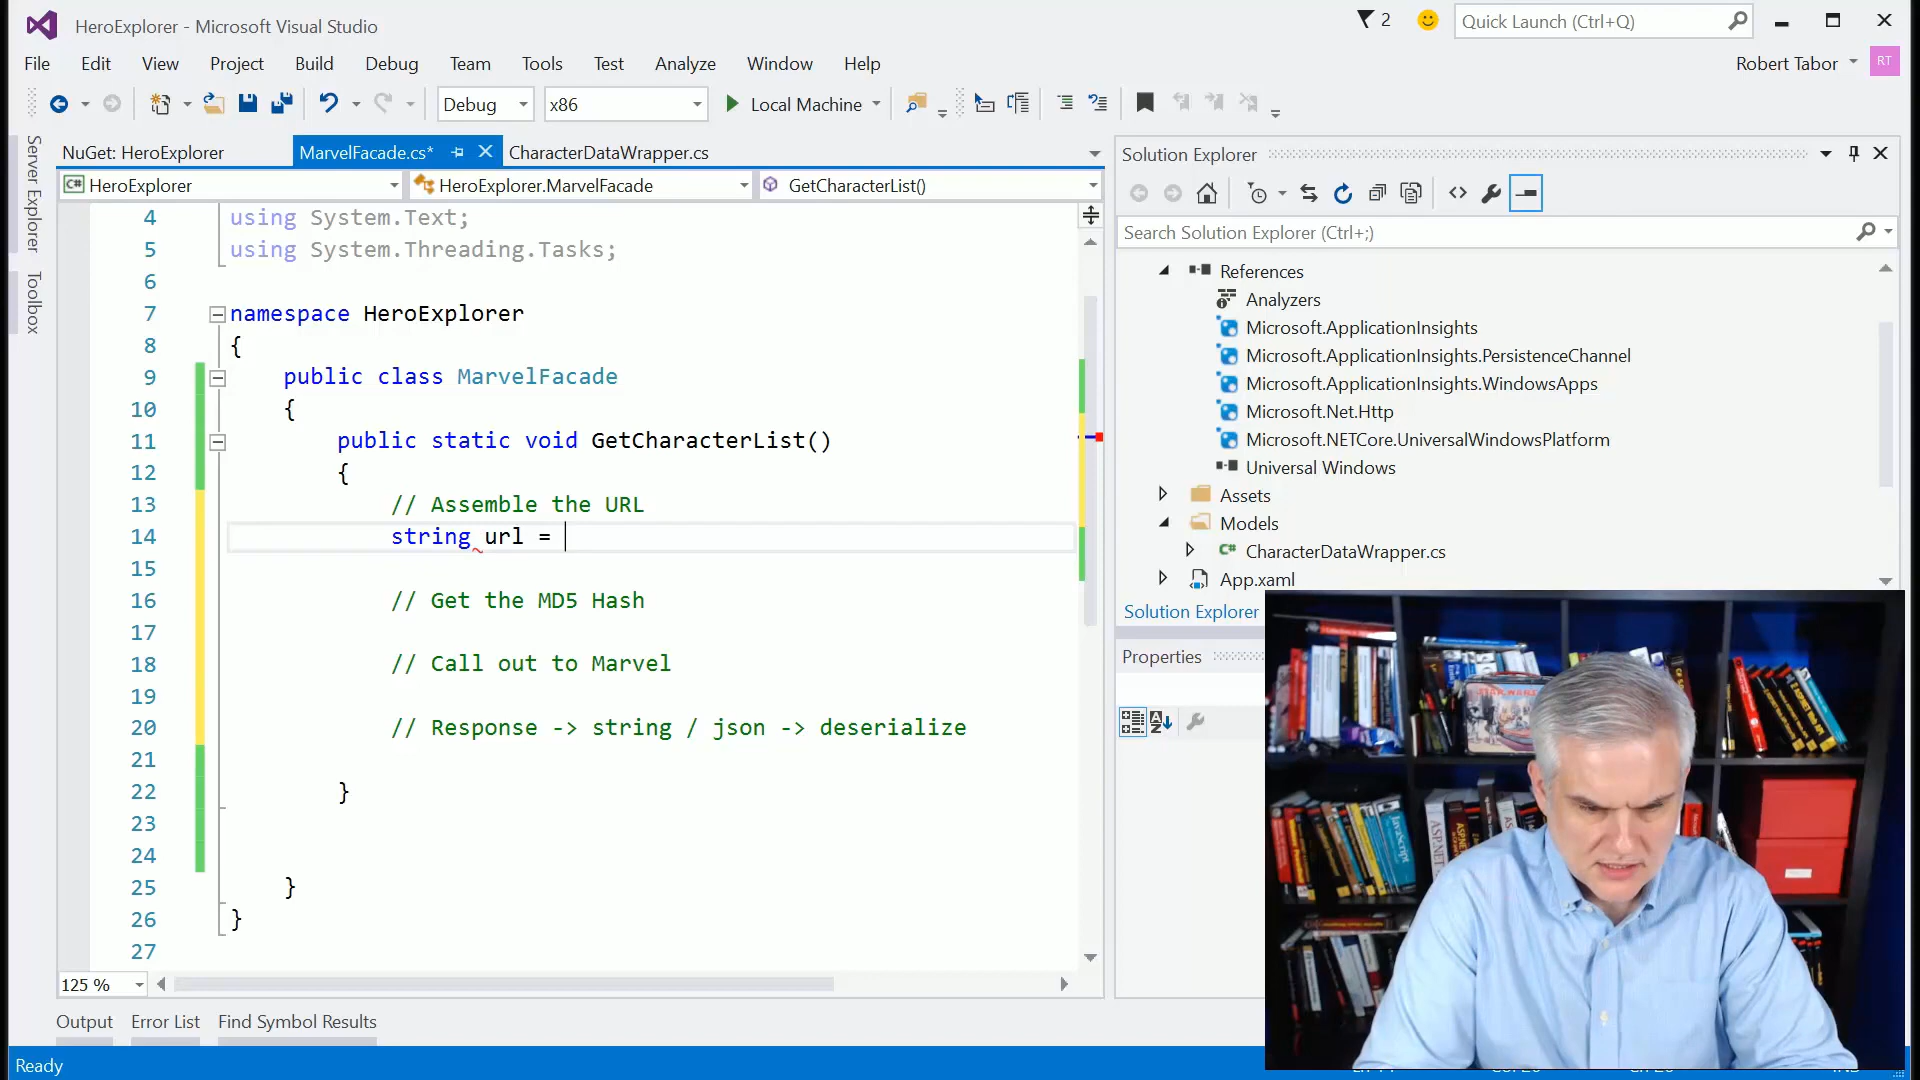 HeroExplorer - Microsoft Visual Studio
2
Quick Launch (Ctrl+Q)
File Edit View Project Build Debug Team Tools Test Analyze Window Help
Robert Tabor RT
Debug x86 Local Machine
Server Explorer
Toolbox
NuGet: HeroExplorer MarvelFacade.cs* CharacterDataWrapper.cs
C# HeroExplorer HeroExplorer.MarvelFacade GetCharacterList()
4 using System.Text;
5 using System.Threading.Tasks;
6
7 namespace HeroExplorer
8 {
9 public class MarvelFacade
10 {
11 public static void GetCharacterList()
12 {
13 // Assemble the URL
14 string url =
15
16 // Get the MD5 Hash
17
18 // Call out to Marvel
19
20 // Response -> string / json -> deserialize
21
22 }
23
24
25 }
26 }
27
125 %
Output Error List Find Symbol Results
Ready
Solution Explorer
Search Solution Explorer (Ctrl+;)
References
Analyzers
Microsoft.ApplicationInsights
Microsoft.ApplicationInsights.PersistenceChannel
Microsoft.ApplicationInsights.WindowsApps
Microsoft.Net.Http
Microsoft.NETCore.UniversalWindowsPlatform
Universal Windows
Assets
Models
C# CharacterDataWrapper.cs
App.xaml
Solution Explorer
Properties
STAR WARS
JavaScript
ASP.NET